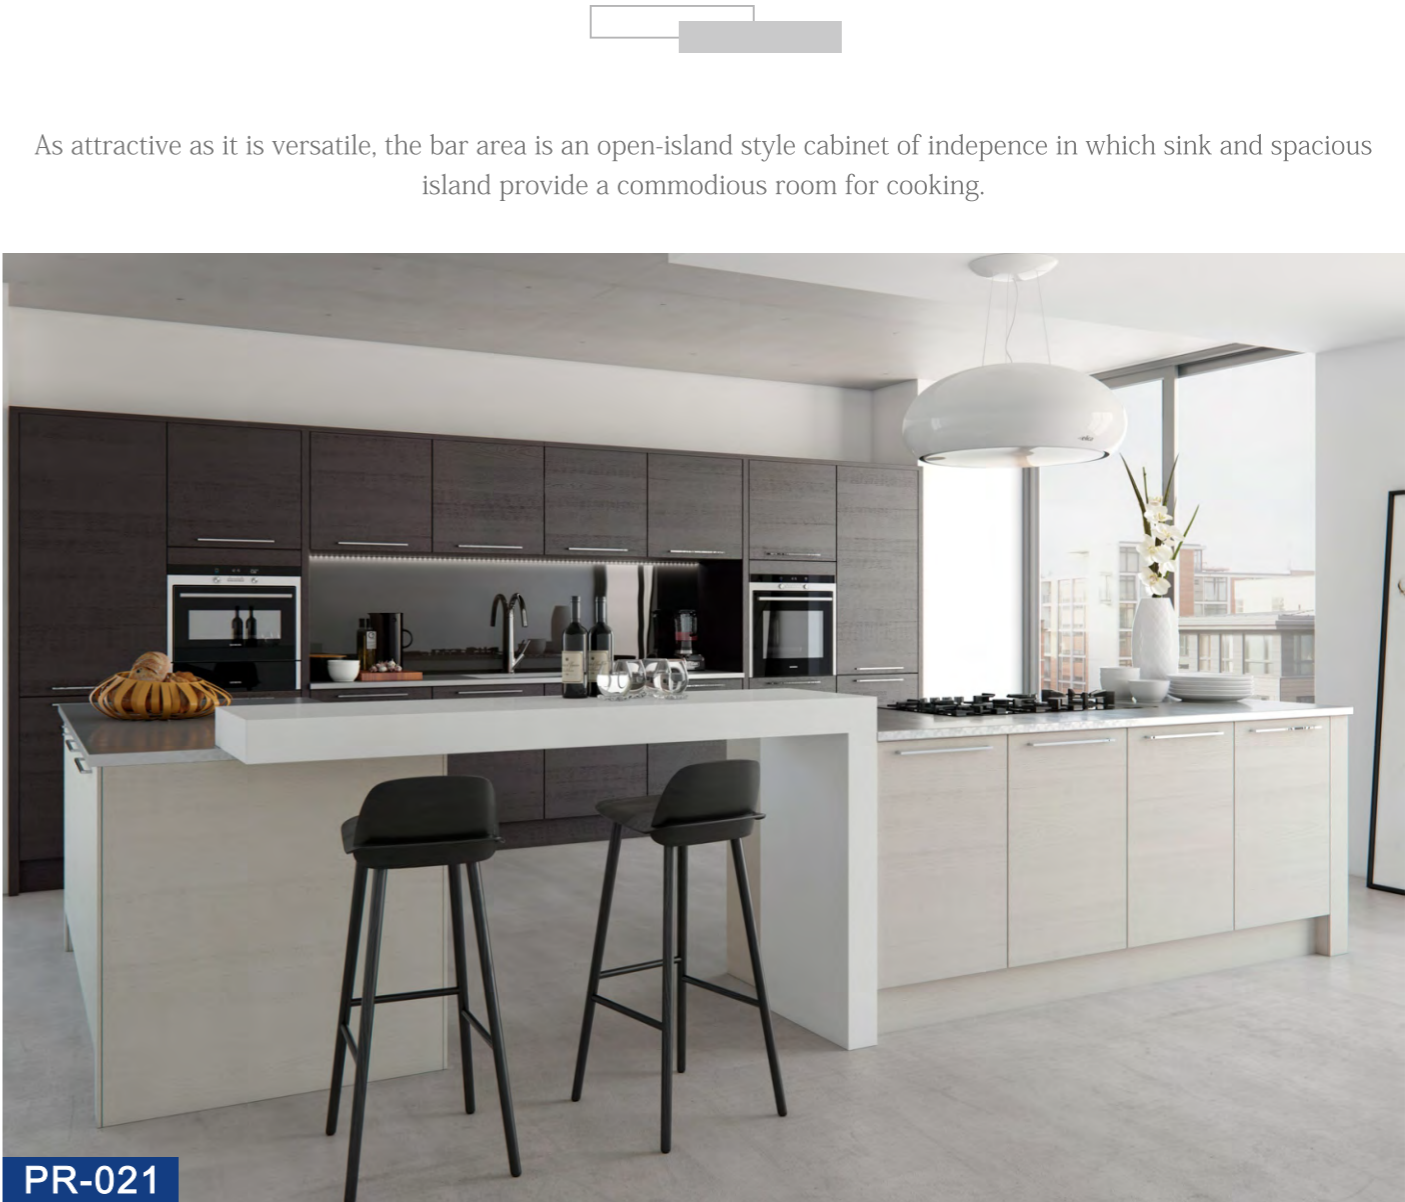 As attractive as it is versatile, the bar area is an open-island style cabinet of indepence in which sink and spacious
island provide a commodious room for cooking.
PR-021